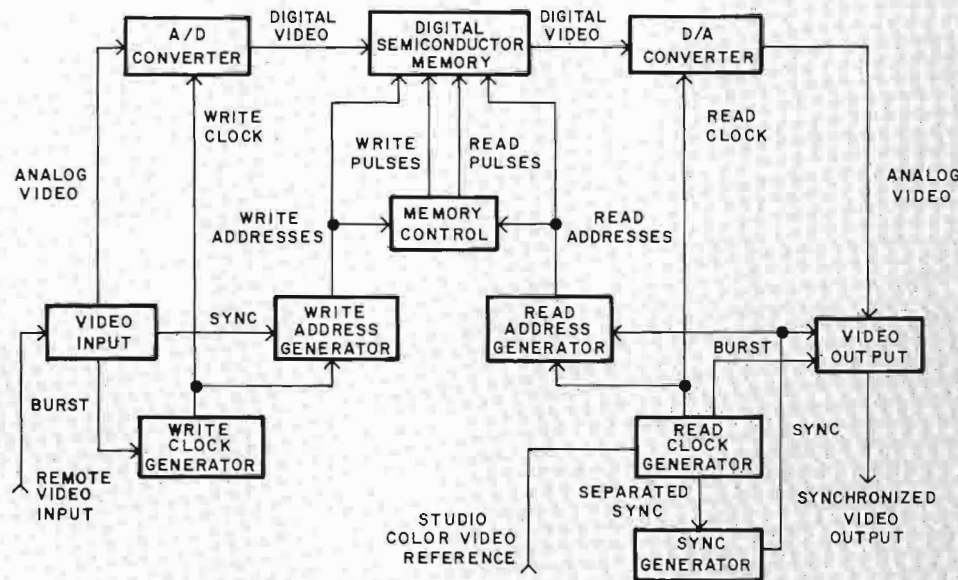 A/D
CONVERTER
DIGITAL
VIDEO
DIGITAL
SEMICONDUCTOR
MEMORY
DIGITAL
VIDEO
D/A
CONVERTER
WRITE
CLOCK
WRITE
PULSES
READ
PULSES
READ
CLOCK
ANALOG
VIDEO
ANALOG
VIDEO
WRITE
ADDRESSES
MEMORY
CONTROL
READ
ADDRESSES
VIDEO
INPUT
SYNC
WRITE
ADDRESS
GENERATOR
READ
ADDRESS
GENERATOR
BURST
VIDEO
OUTPUT
BURST
WRITE
CLOCK
GENERATOR
READ
CLOCK
GENERATOR
SYNC
REMOTE
VIDEO
INPUT
STUDIO
COLOR VIDEO
REFERENCE
SEPARATED
SYNC
SYNC
GENERATOR
SYNCHRONIZED
VIDEO
OUTPUT